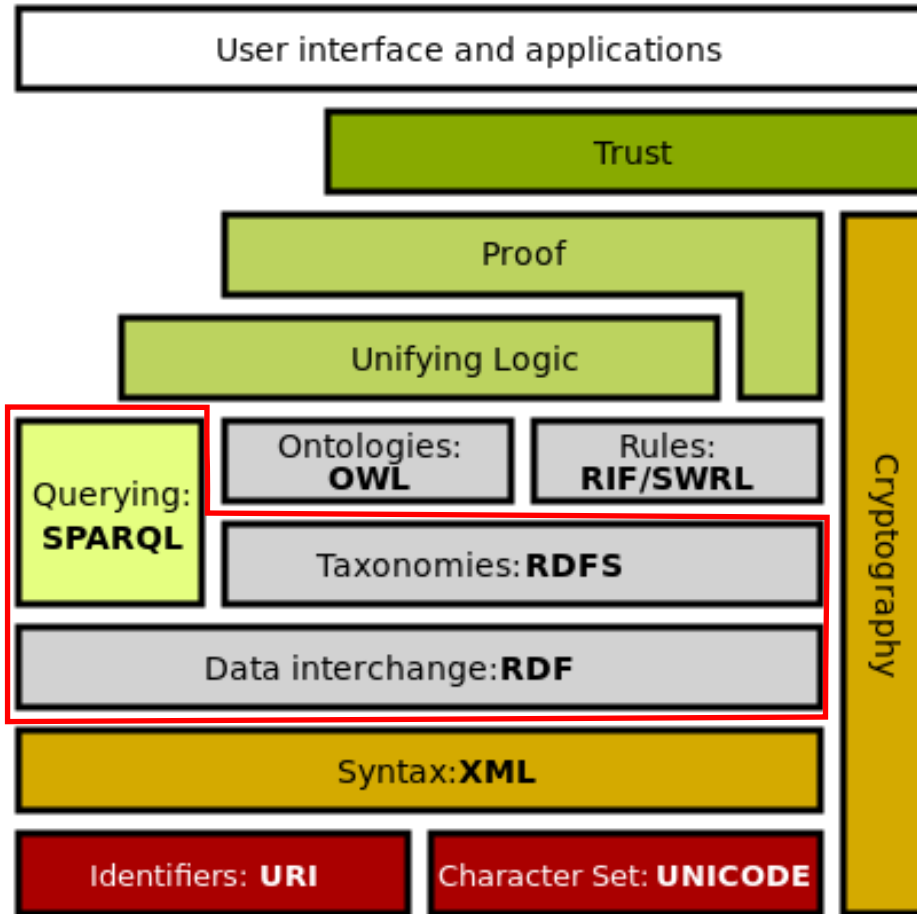 User interface and applications
Trust
Proof
Unifying Logic
Ontologies:
OWL
Rules:
RIF/SWRL
Querying:
SPARQL
Taxonomies:RDFS
Data interchange:RDF
Cryptography
Syntax:XML
Identifiers: URI
Character Set: UNICODE